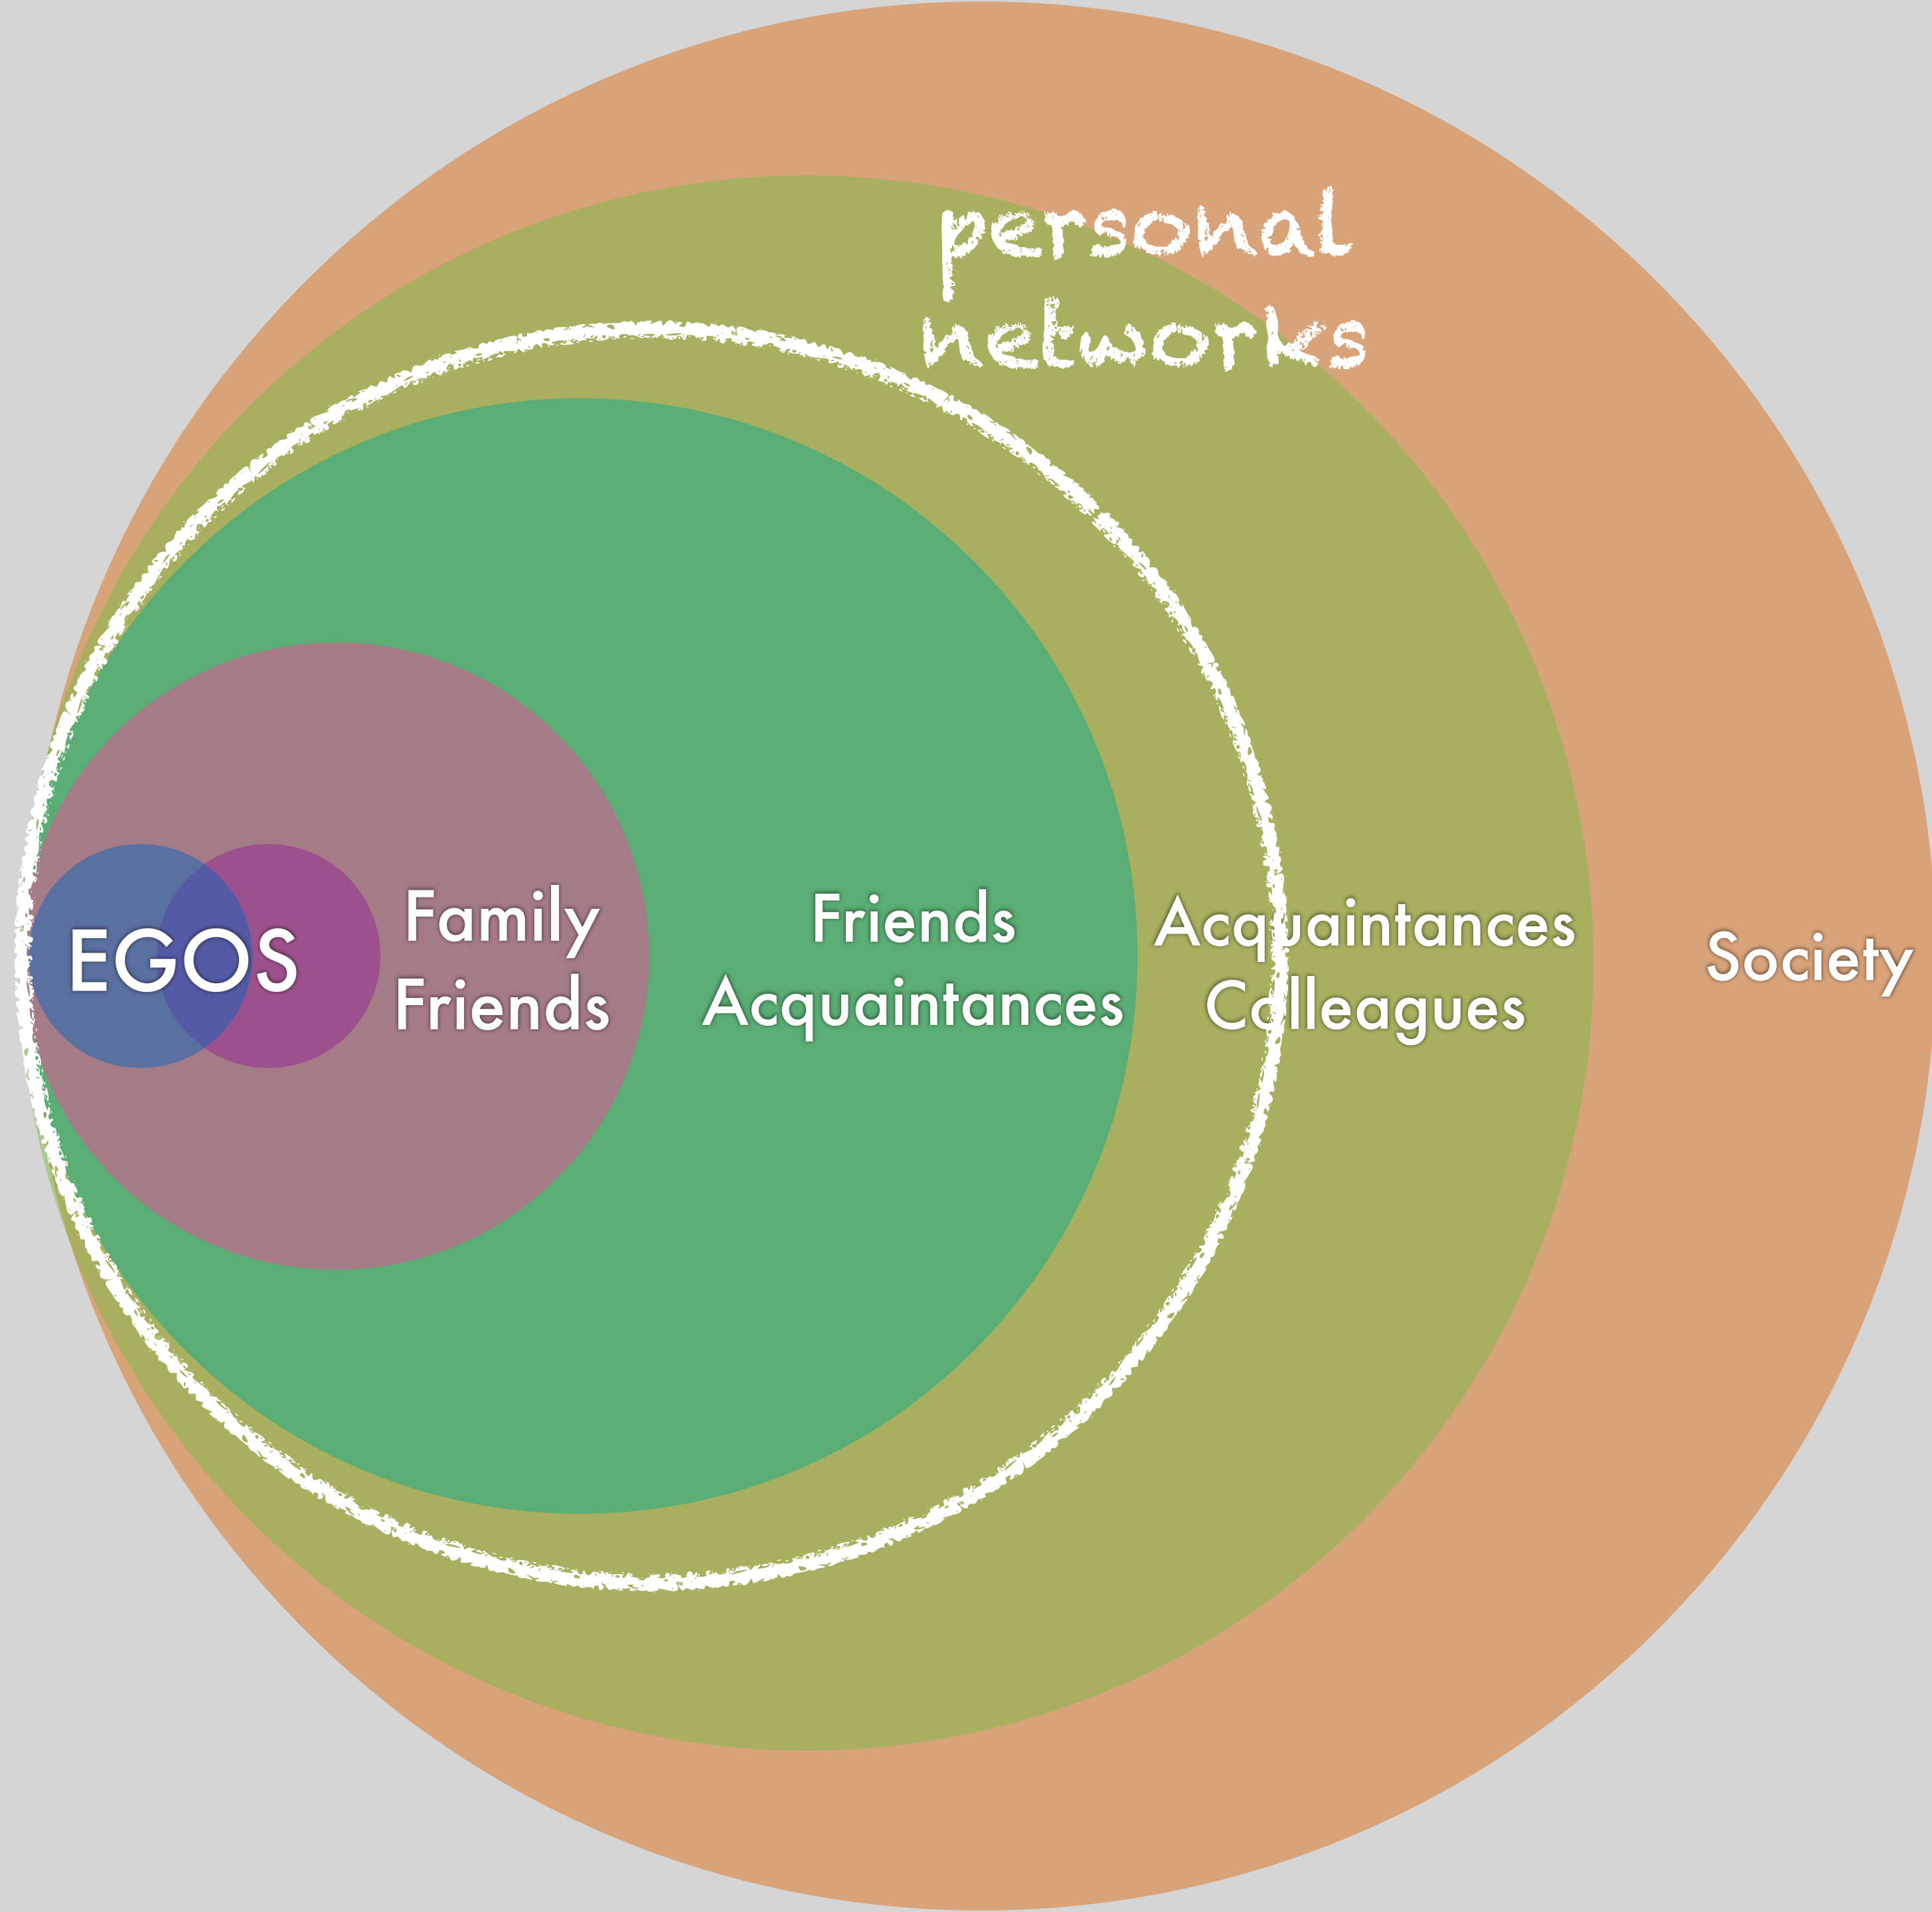 personal
networks
EGOS
Family
Friends
Friends
Acquaintances
Acquaintances
Colleagues
Society